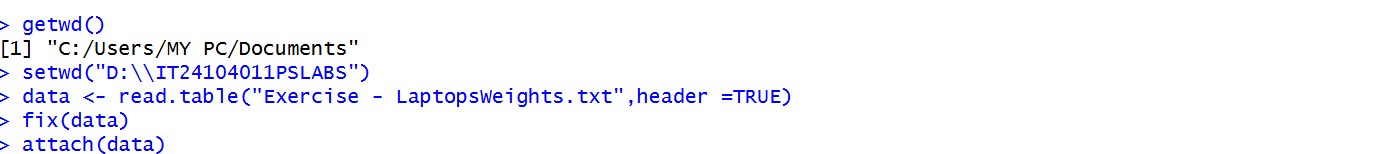 > getwd()
[1] "C:/Users/MY PC/Documents"
> setwd("D:\\IT24104011PSLABS")
> data <- read.table("Exercise - LaptopsWeights.txt",header =TRUE)
> fix(data)
> attach(data)